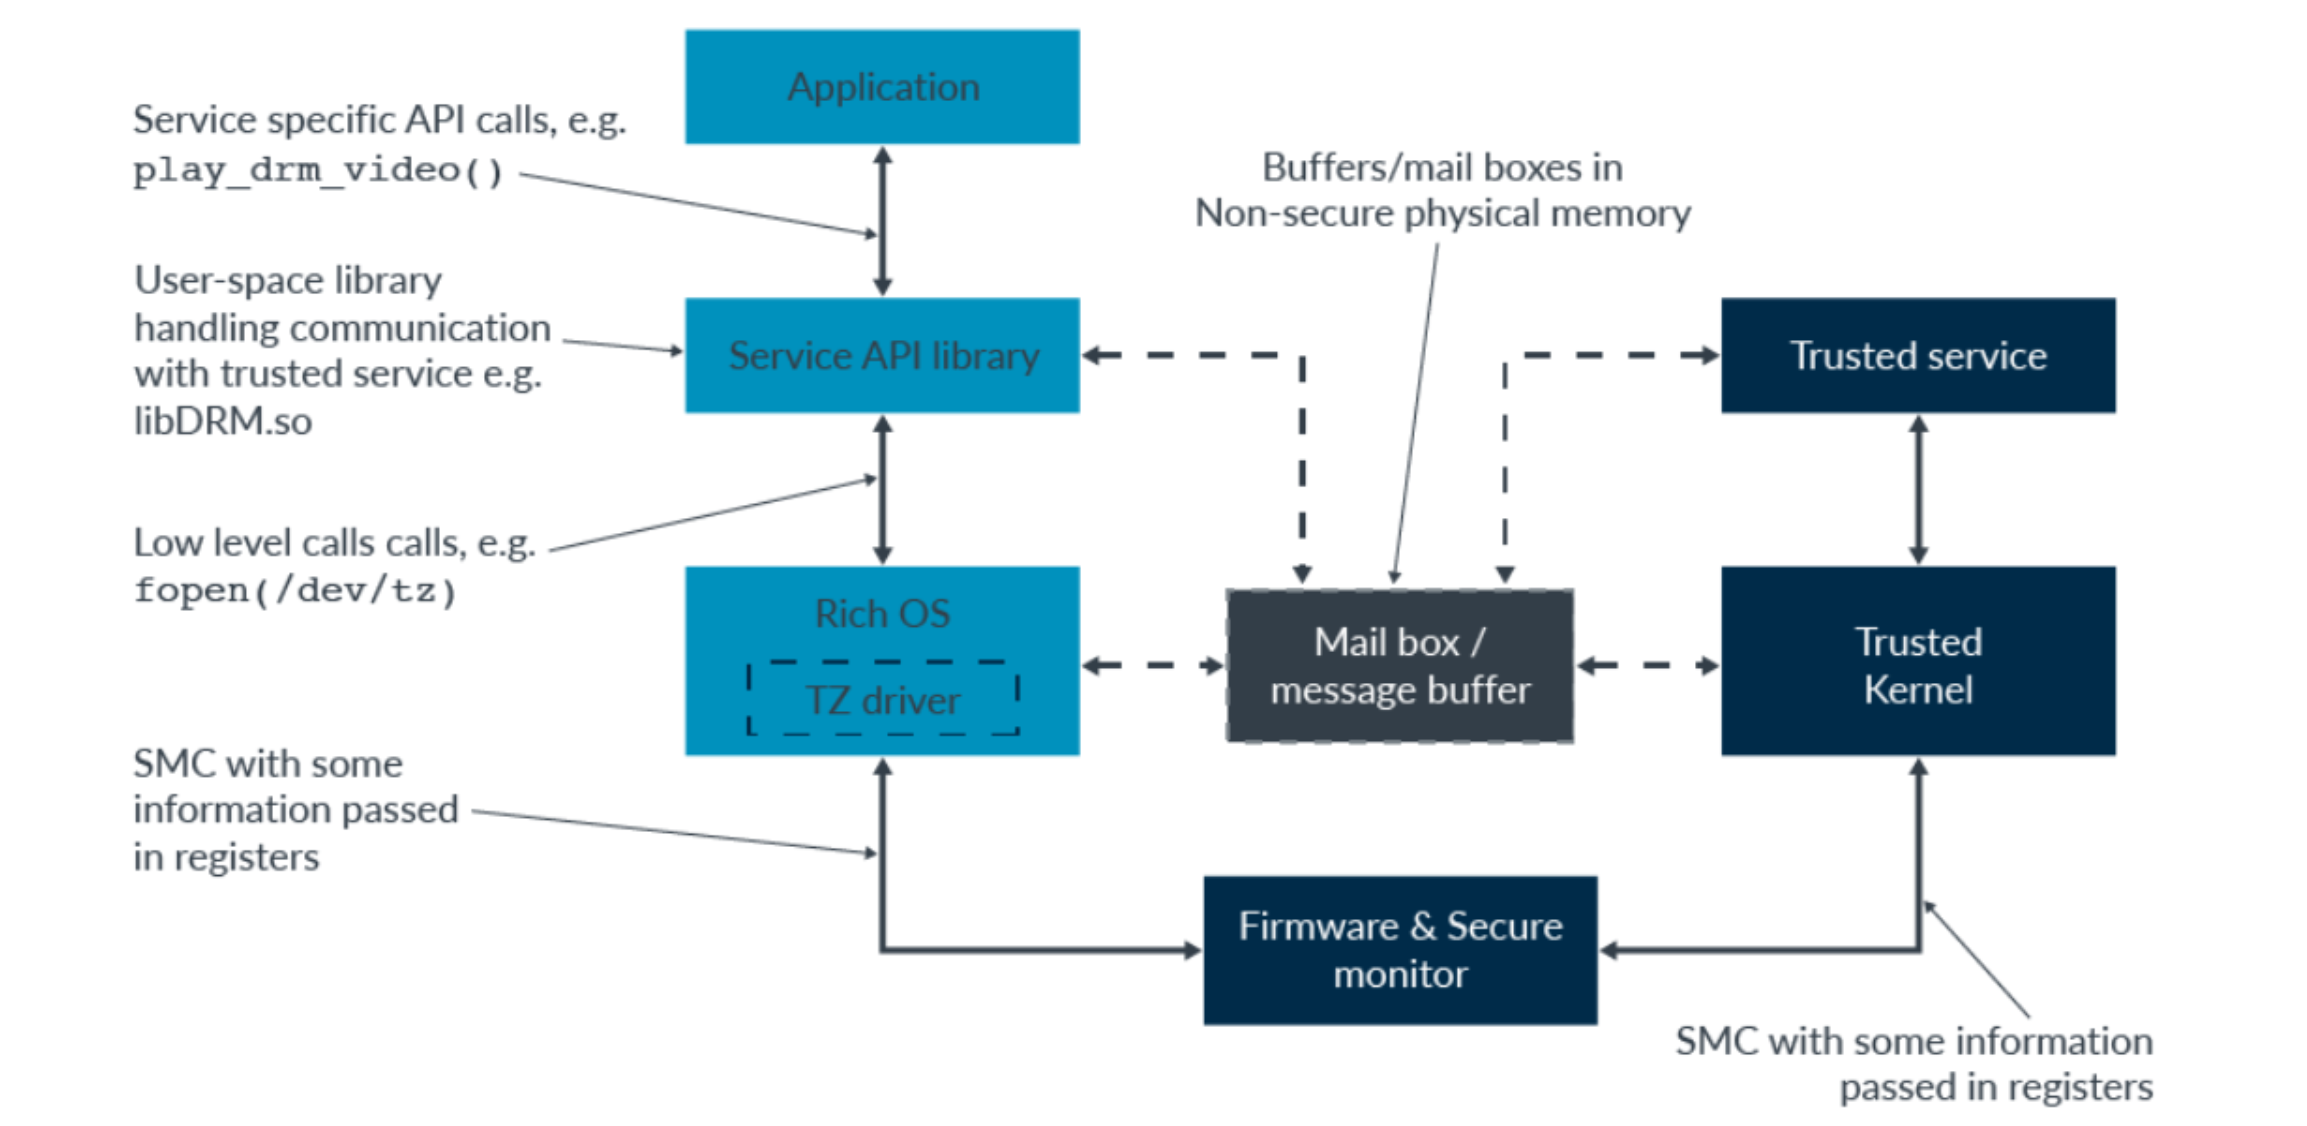 Application
Service specific API calls, e.g.
play_drm_video()
Buffers/mail boxes in
Non-secure physical memory
User-space library
handling communication
with trusted service e.g.
libDRM.so
Service API library
Trusted service
Low level calls calls, e.g.
fopen(/dev/tz)
Rich OS
TZ driver
Mail box /
message buffer
Trusted
Kernel
SMC with some
information passed
in registers
Firmware & Secure
monitor
SMC with some information
passed in registers